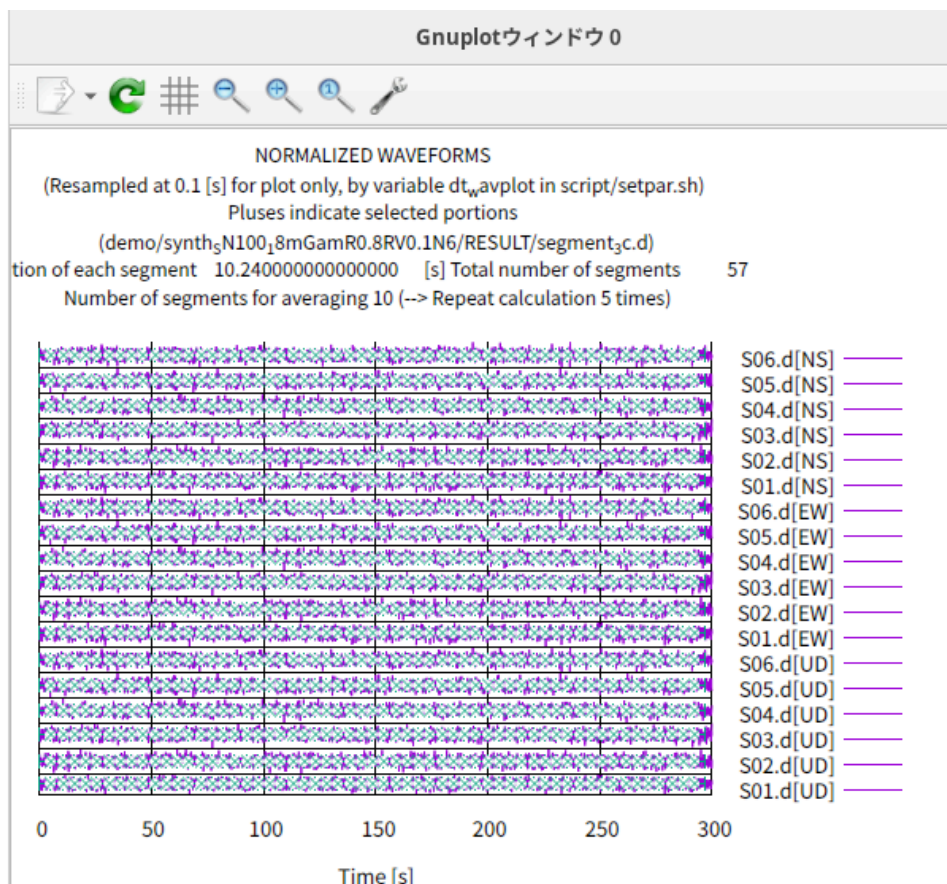 Gnuplotウィンドウ 0
NORMALIZED WAVEFORMS
(Resampled at 0.1 [s] for plot only, by variable dtwavplot in script/setpar.sh)
Pluses indicate selected portions
(demo/synthSN10018mGamR0.8RV0.1N6/RESULT/segment3c.d)
tion of each segment 10.240000000000000 [s] Total number of segments 57
Number of segments for averaging 10 (--> Repeat calculation 5 times)
S06.d[NS]
S05.d[NS]
S04.d[NS]
S03.d[NS]
S02.d[NS]
S01.d[NS]
S06.d[EW]
S05.d[EW]
S04.d[EW]
S03.d[EW]
S02.d[EW]
S01.d[EW]
S06.d[UD]
S05.d[UD]
S04.d[UD]
S03.d[UD]
S02.d[UD]
S01.d[UD]
0 50 100 150 200 250 300
Time [s]